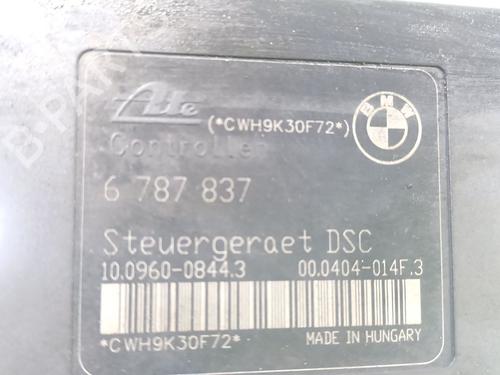 Ate
(*CWH9K30F72*)
BMW
Controller
6 787 837
Steuergeraet DSC
10.0960-0844.3 00.0404-014F.3
*CWH9K30F72* MADE IN HUNGARY
B-PART